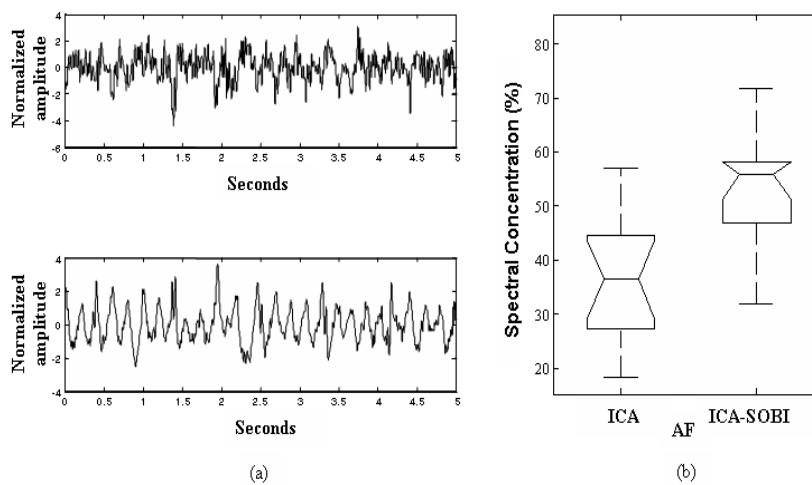 4
2
0
-2
-4
-6
0 0.5 1 1.5 2 2.5 3 3.5 4 4.5 5
Normalized
amplitude
Seconds
4
2
0
-2
-4
0 0.5 1 1.5 2 2.5 3 3.5 4 4.5 5
Normalized
amplitude
Seconds
(a)
80
70
60
50
40
30
20
Spectral Concentration (%)
ICA ICA-SOBI
AF
(b)